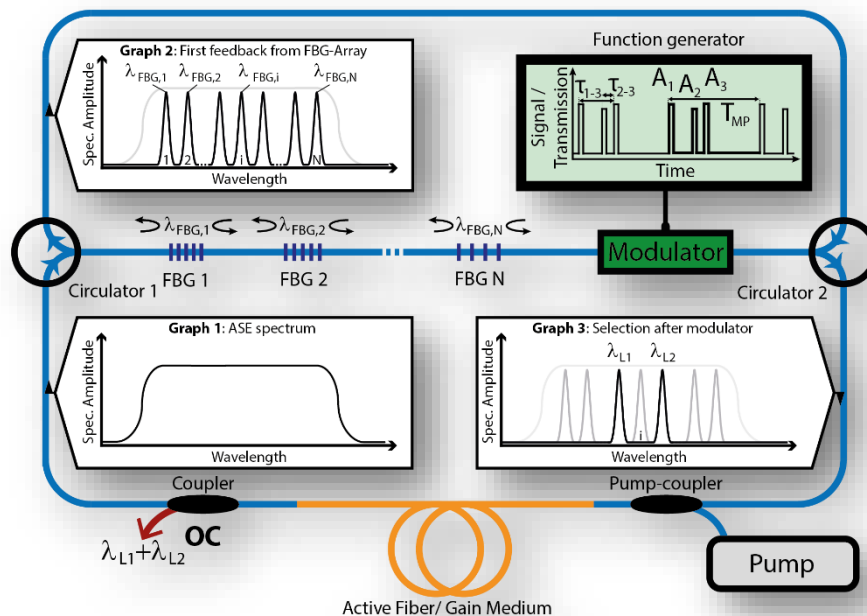 Graph 2: First feedback from FBG-Array
λFBG,1 λFBG,2 λFBG,i λFBG,N
Spec. Amplitude
1 2 ... i ... N
Wavelength
Function generator
Signal / Transmission
τ1-3 τ2-3 A1 A2 A3
TMP
Time
λFBG,1 λFBG,2 λFBG,N
FBG 1 FBG 2 FBG N
Modulator
Circulator 1
Circulator 2
Graph 1: ASE spectrum
Spec. Amplitude
Wavelength
Graph 3: Selection after modulator
λL1 λL2
Spec. Amplitude
i
Wavelength
Coupler
Pump-coupler
OC
λL1+λL2
Pump
Active Fiber/ Gain Medium